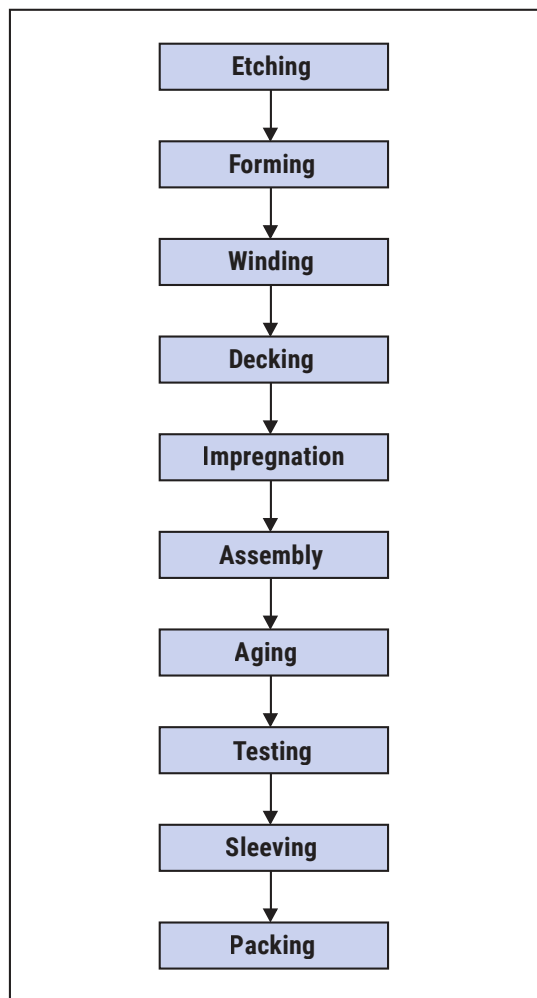 Etching
Forming
Winding
Decking
Impregnation
Assembly
Aging
Testing
Sleeving
Packing